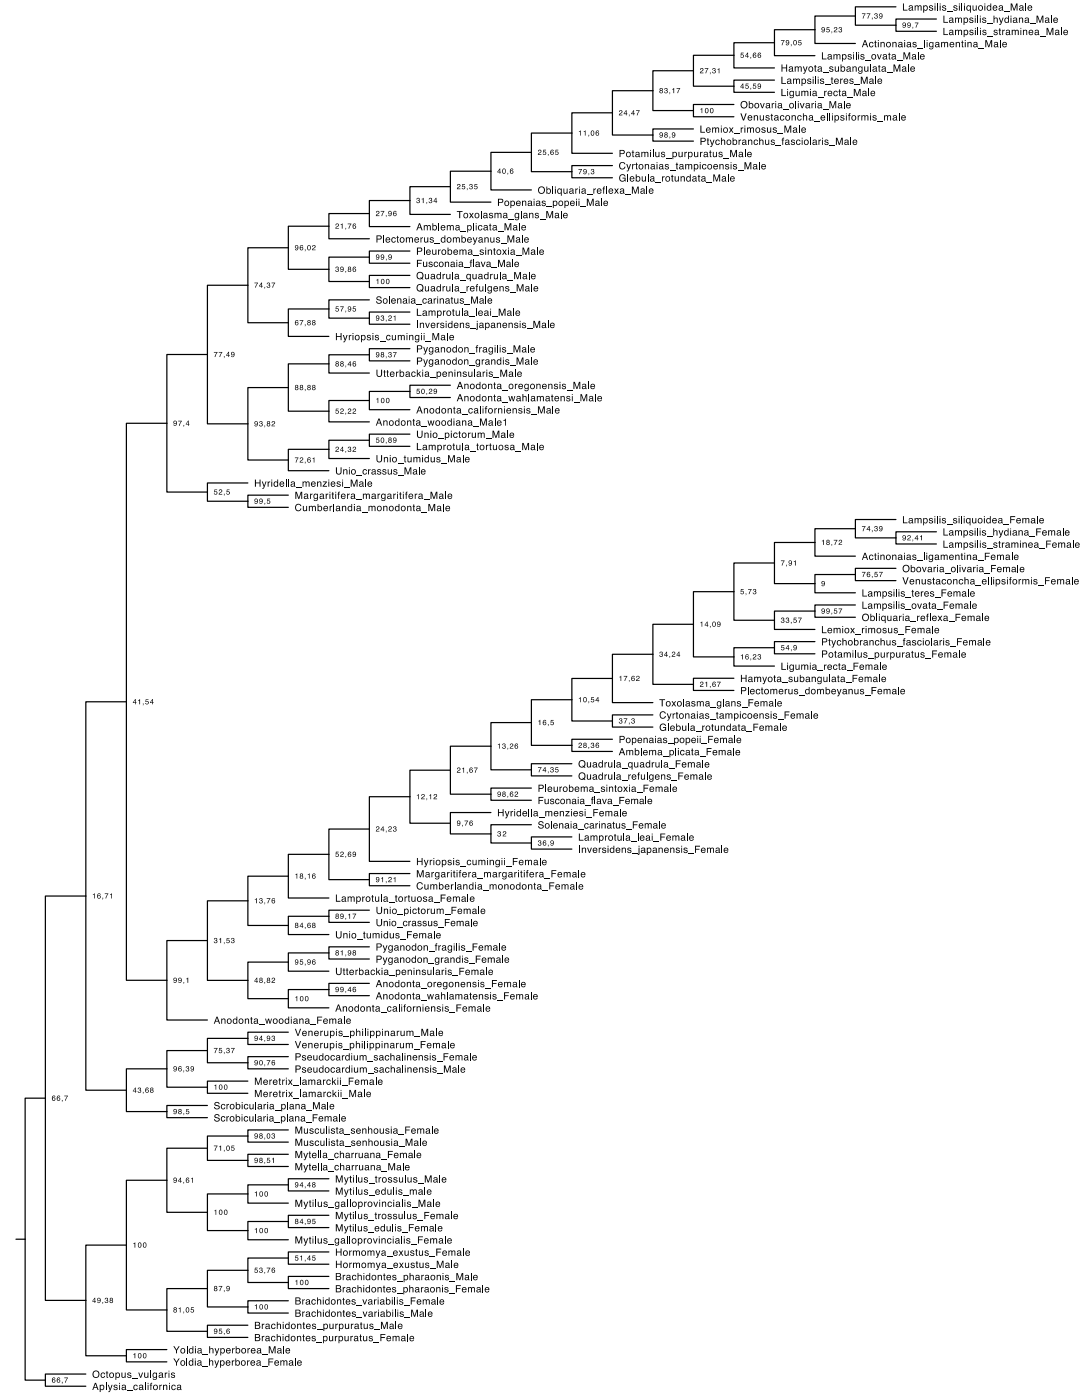 Lampsilis_siliquoidea_Male
77,39
Lampsilis_hydiana_Male
99,7
Lampsilis_straminea_Male
95,23
Actinonaias_ligamentina_Male
79,05
Lampsilis_ovata_Male
54,66
Hamyota_subangulata_Male
27,31
Lampsilis_teres_Male
45,59
Ligumia_recta_Male
83,17
Obovaria_olivaria_Male
100
Venustaconcha_ellipsiformis_male
24,47
Lemiox_rimosus_Male
98,9
Ptychobranchus_fasciolaris_Male
11,06
Potamilus_purpuratus_Male
25,65
Cyrtonaias_tampicoensis_Male
79,3
Glebula_rotundata_Male
40,6
Obliquaria_reflexa_Male
25,35
Popenaias_popeii_Male
31,34
Toxolasma_glans_Male
27,96
Amblema_plicata_Male
21,76
Plectomerus_dombeyanus_Male
96,02
Pleurobema_sintoxia_Male
99,9
Fusconaia_flava_Male
39,86
Quadrula_quadrula_Male
100
Quadrula_refulgens_Male
74,37
Solenaia_carinatus_Male
57,95
Lamprotula_leai_Male
93,21
Inversidens_japanensis_Male
67,88
Hyriopsis_cumingii_Male
77,49
Pyganodon_fragilis_Male
98,37
Pyganodon_grandis_Male
88,46
Utterbackia_peninsularis_Male
88,88
Anodonta_oregonensis_Male
50,29
Anodonta_wahlamatensi_Male
100
Anodonta_californiensis_Male
52,22
Anodonta_woodiana_Male1
93,82
Unio_pictorum_Male
50,89
Lamprotula_tortuosa_Male
24,32
Unio_tumidus_Male
72,61
Unio_crassus_Male
97,4
Hyridella_menziesi_Male
52,5
Margaritifera_margaritifera_Male
99,5
Cumberlandia_monodonta_Male
41,54
Lampsilis_siliquoidea_Female
74,39
Lampsilis_hydiana_Female
92,41
Lampsilis_straminea_Female
18,72
Actinonaias_ligamentina_Female
7,91
Obovaria_olivaria_Female
76,57
Venustaconcha_ellipsiformis_Female
9
Lampsilis_teres_Female
5,73
Lampsilis_ovata_Female
99,57
Obliquaria_reflexa_Female
33,57
Lemiox_rimosus_Female
14,09
Ptychobranchus_fasciolaris_Female
54,9
Potamilus_purpuratus_Female
16,23
Ligumia_recta_Female
34,24
Hamyota_subangulata_Female
21,67
Plectomerus_dombeyanus_Female
17,62
Toxolasma_glans_Female
10,54
Cyrtonaias_tampicoensis_Female
37,3
Glebula_rotundata_Female
16,5
Popenaias_popeii_Female
28,36
Amblema_plicata_Female
13,26
Quadrula_quadrula_Female
74,35
Quadrula_refulgens_Female
21,67
Pleurobema_sintoxia_Female
98,62
Fusconaia_flava_Female
12,12
Hyridella_menziesi_Female
9,76
Solenaia_carinatus_Female
32
Lamprotula_leai_Female
36,9
Inversidens_japanensis_Female
24,23
Hyriopsis_cumingii_Female
52,69
Margaritifera_margaritifera_Female
91,21
Cumberlandia_monodonta_Female
18,16
Lamprotula_tortuosa_Female
13,76
Unio_pictorum_Female
89,17
Unio_crassus_Female
84,68
Unio_tumidus_Female
31,53
Pyganodon_fragilis_Female
81,98
Pyganodon_grandis_Female
95,96
Utterbackia_peninsularis_Female
48,82
Anodonta_oregonensis_Female
99,46
Anodonta_wahlamatensis_Female
100
Anodonta_californiensis_Female
99,1
Anodonta_woodiana_Female
16,71
Venerupis_philippinarum_Male
94,93
Venerupis_philippinarum_Female
75,37
Pseudocardium_sachalinensis_Female
90,76
Pseudocardium_sachalinensis_Male
96,39
Meretrix_lamarckii_Female
100
Meretrix_lamarckii_Male
43,68
Scrobicularia_plana_Male
98,5
Scrobicularia_plana_Female
66,7
Musculista_senhousia_Female
98,03
Musculista_senhousia_Male
71,05
Mytella_charruana_Female
98,51
Mytella_charruana_Male
94,61
Mytilus_trossulus_Male
94,48
Mytilus_edulis_male
100
Mytilus_galloprovincialis_Male
100
Mytilus_trossulus_Female
84,95
Mytilus_edulis_Female
100
Mytilus_galloprovincialis_Female
100
Hormomya_exustus_Female
51,45
Hormomya_exustus_Male
53,76
Brachidontes_pharaonis_Male
100
Brachidontes_pharaonis_Female
87,9
Brachidontes_variabilis_Female
100
Brachidontes_variabilis_Male
81,05
Brachidontes_purpuratus_Male
95,6
Brachidontes_purpuratus_Female
49,38
Yoldia_hyperborea_Male
100
Yoldia_hyperborea_Female
Octopus_vulgaris
66,7
Aplysia_californica